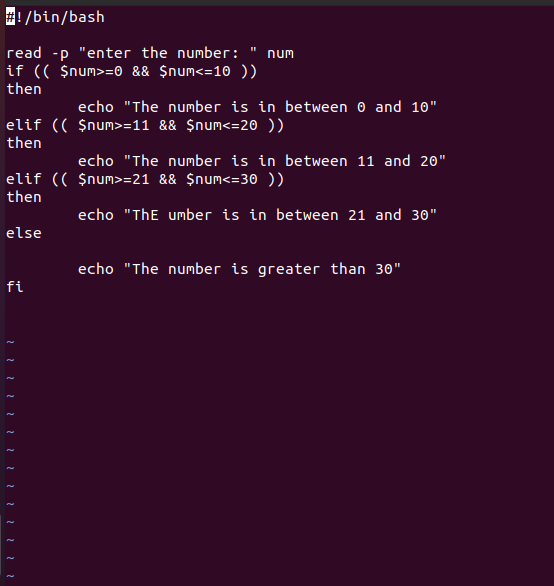 #!/bin/bash
read -p "enter the number: " num
if (( $num>=0 && $num<=10 ))
then
        echo "The number is in between 0 and 10"
elif (( $num>=11 && $num<=20 ))
then
        echo "The number is in between 11 and 20"
elif (( $num>=21 && $num<=30 ))
then
        echo "ThE umber is in between 21 and 30"
else
        echo "The number is greater than 30"
fi
~
~
~
~
~
~
~
~
~
~
~
~
~
~